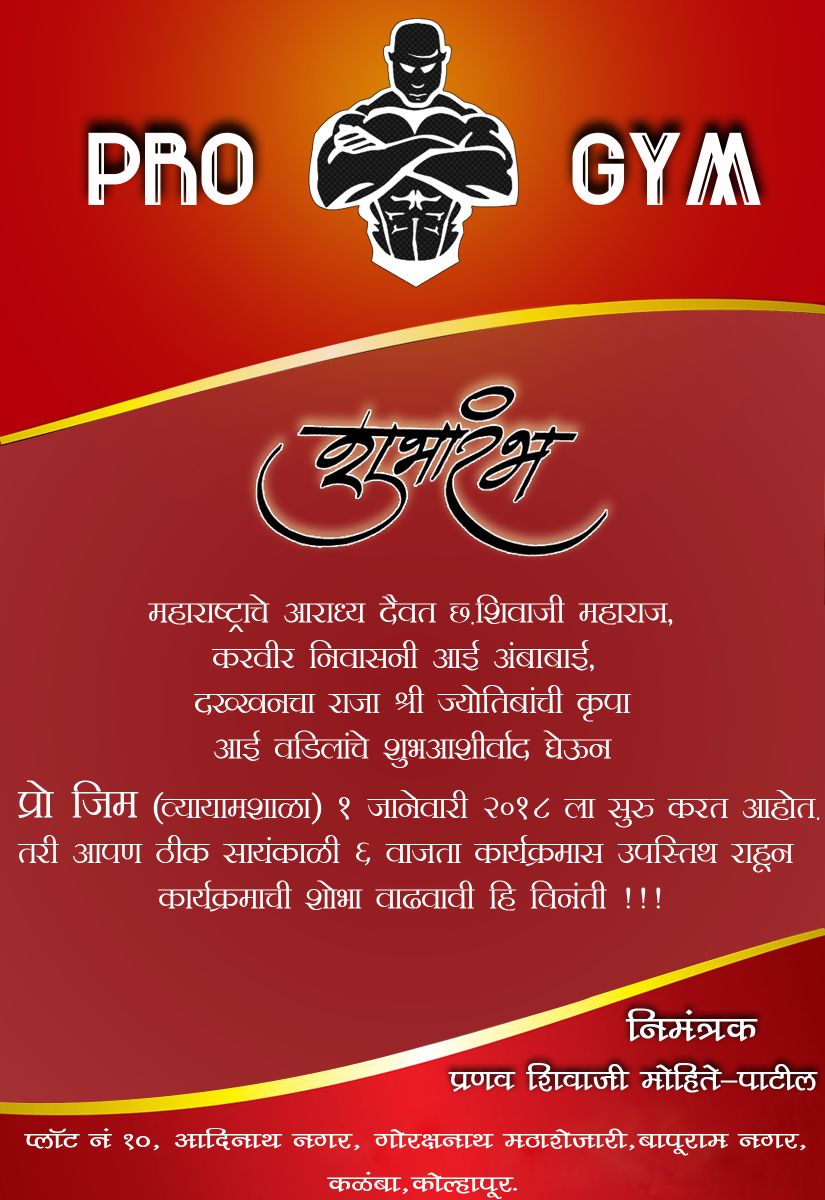 PRO GYM
शुभारंभ
महाराष्ट्राचे आराध्य दैवत छ.शिवाजी महाराज,
करवीर निवासनी आई अंबाबाई,
दख्खनचा राजा श्री ज्योतिबांची कृपा
आई वडिलांचे शुभआशीर्वाद घेऊन
प्रो जिम (व्यायामशाळा) १ जानेवारी २०१८ ला सुरु करत आहोत.
तरी आपण ठीक सायंकाळी ६ वाजता कार्यक्रमास उपस्तिथ राहून
कार्यक्रमाची शोभा वाढवावी हि विनंती !!!
निमंत्रक
प्रणव शिवाजी मोहिते-पाटील
प्लॉट नं १०, आदिनाथ नगर, गोरक्षनाथ मठाशेजारी,बापूराम नगर,
कळंबा,कोल्हापूर.